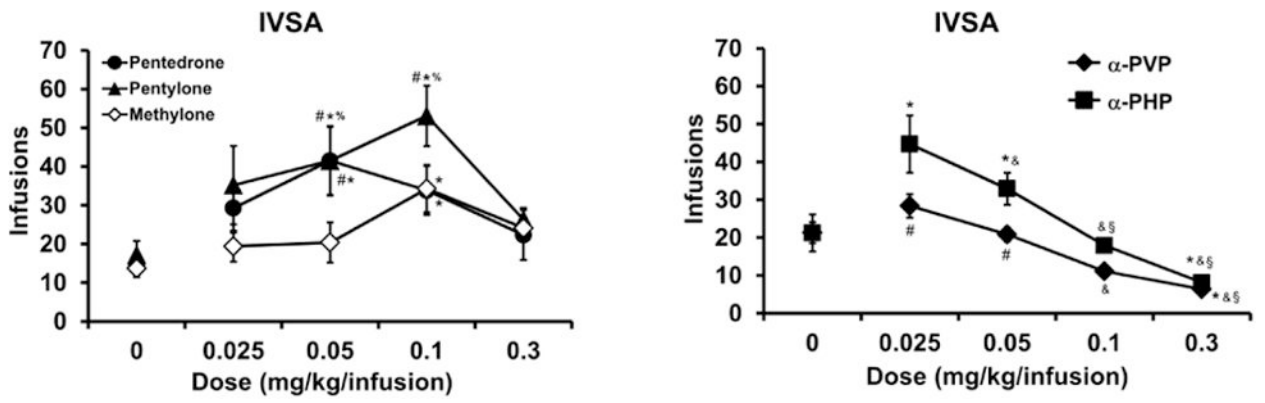 IVSA
70
60
50
40
30
20
10
0
Infusions
Pentedrone
Pentylone
Methylone
#*%
#*%
#*
*
*
0 0.025 0.05 0.1 0.3
Dose (mg/kg/infusion)
IVSA
70
60
50
40
30
20
10
0
Infusions
α-PVP
α-PHP
*
*&
&§
*&§
#
#
&
*&§
0 0.025 0.05 0.1 0.3
Dose (mg/kg/infusion)